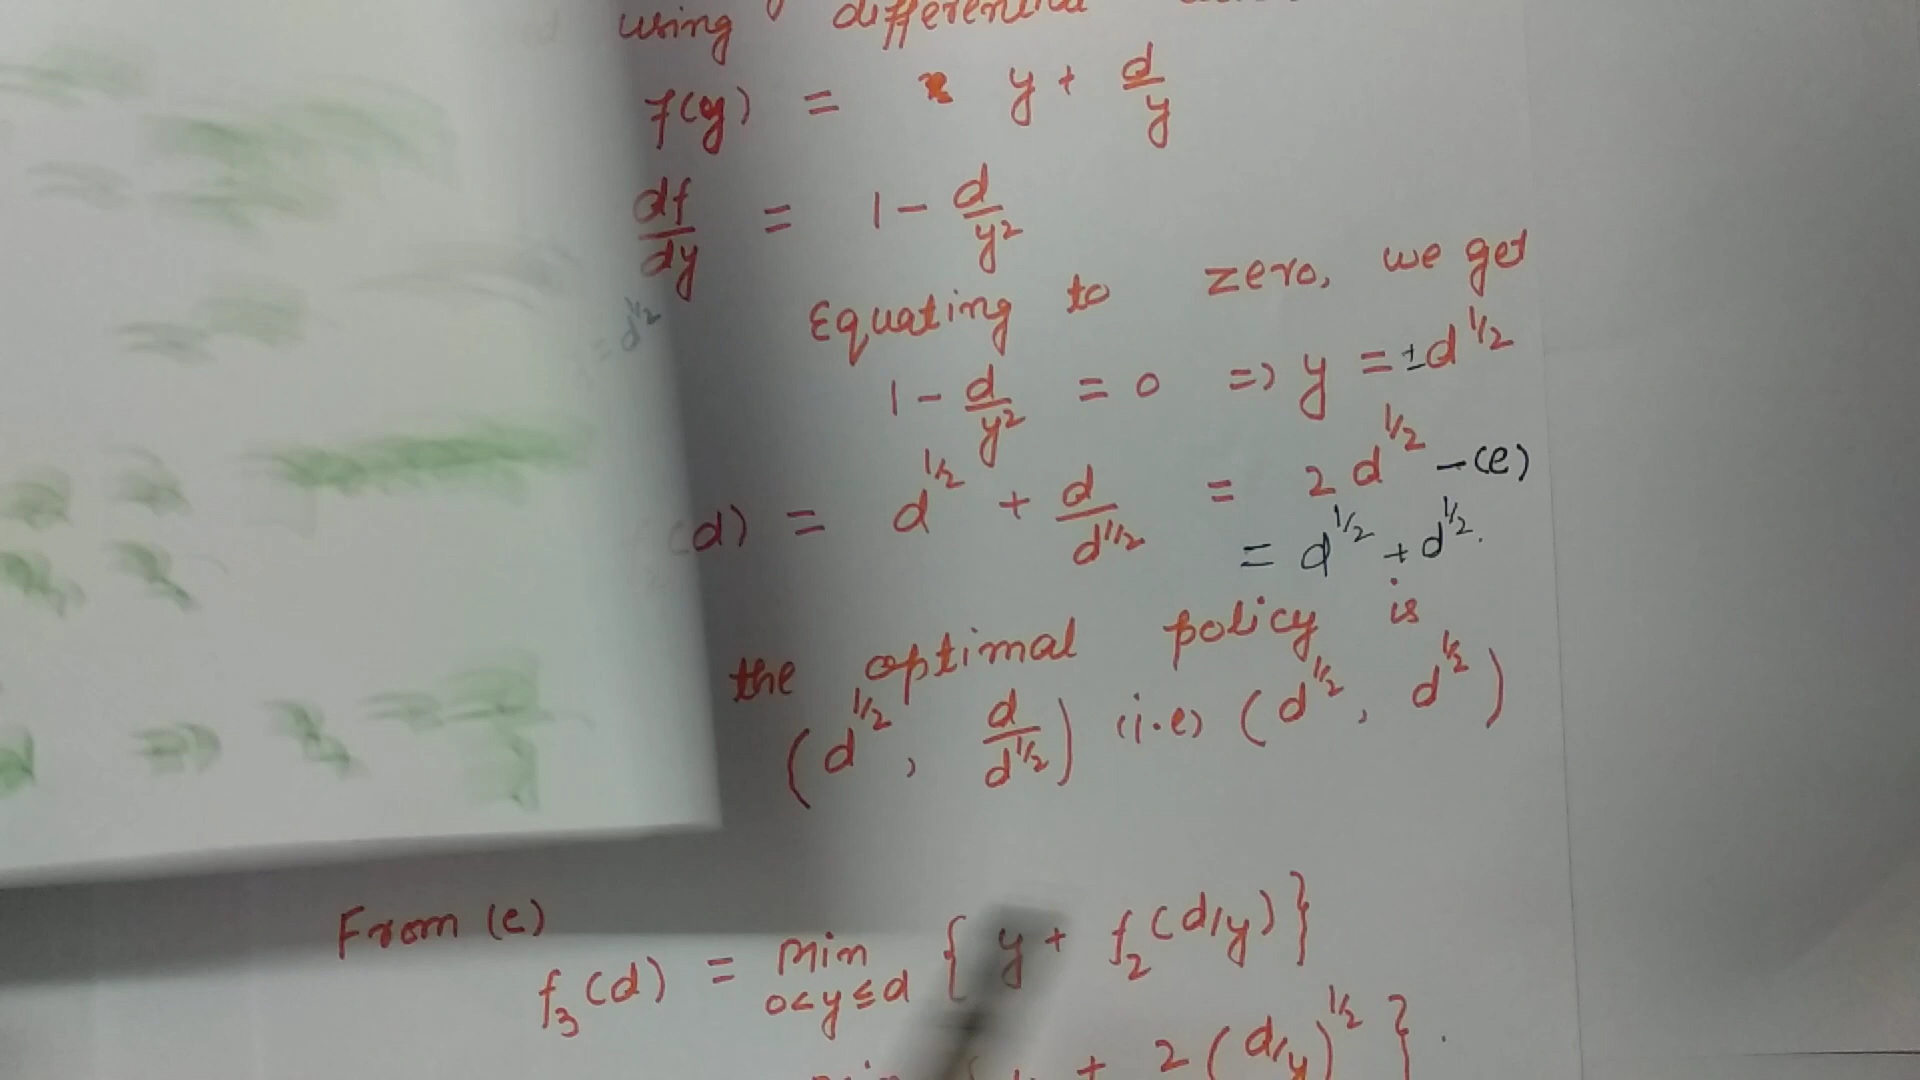 using
f(y) = y + d/y
df/dy = 1 - d/y²
Equating to zero, we get
1 - d/y² = 0 => y = ±d^1/2
(d) = d^1/2 + d/d^1/2 = 2d^1/2 - (e)
= d^1/2 + d^1/2.
the optimal policy is
(d^1/2, d/d^1/2) (i.e) (d^1/2, d^1/2)
From (e)
f₃(d) = min 0<y≤d { y + f₂(d/y) }
+ 2(d/y)^1/2 }.